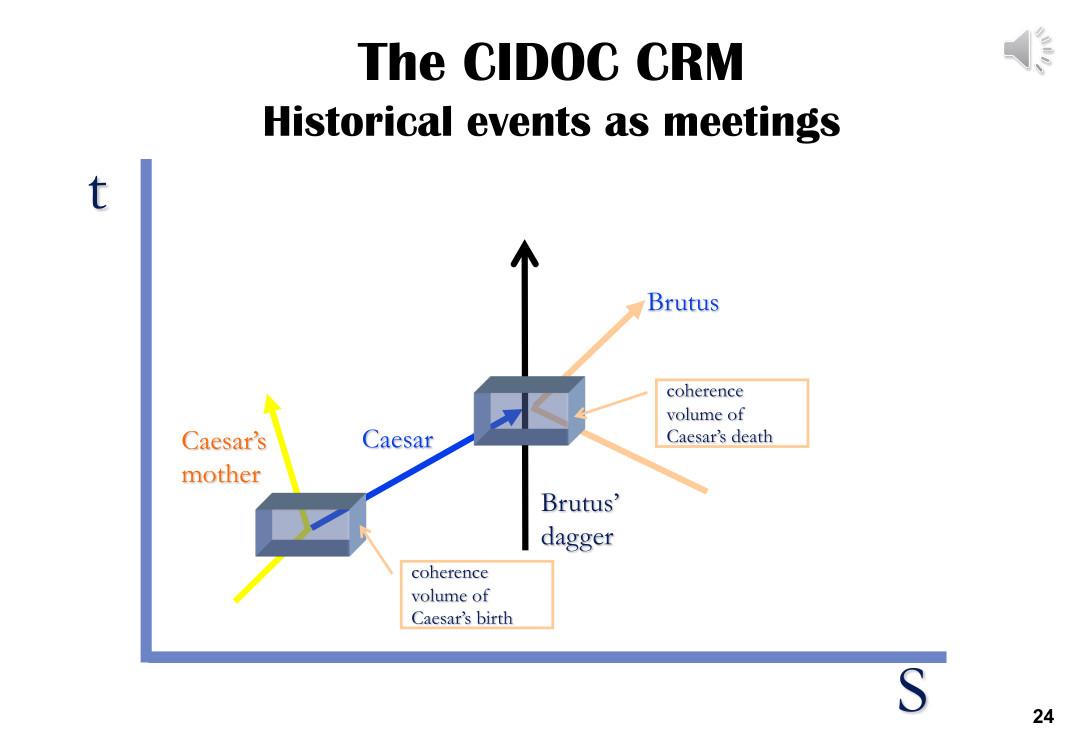 The CIDOC CRM
Historical events as meetings
t
Brutus
coherence
volume of
Caesar’s death
Caesar’s
mother
Caesar
Brutus’
dagger
coherence
volume of
Caesar’s birth
S
24